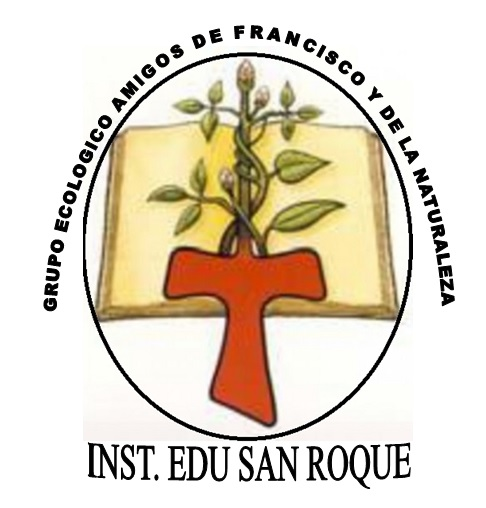 GRUPO ECOLOGICO AMIGOS DE FRANCISCO Y DE LA NATURALEZA
INST. EDU SAN ROQUE